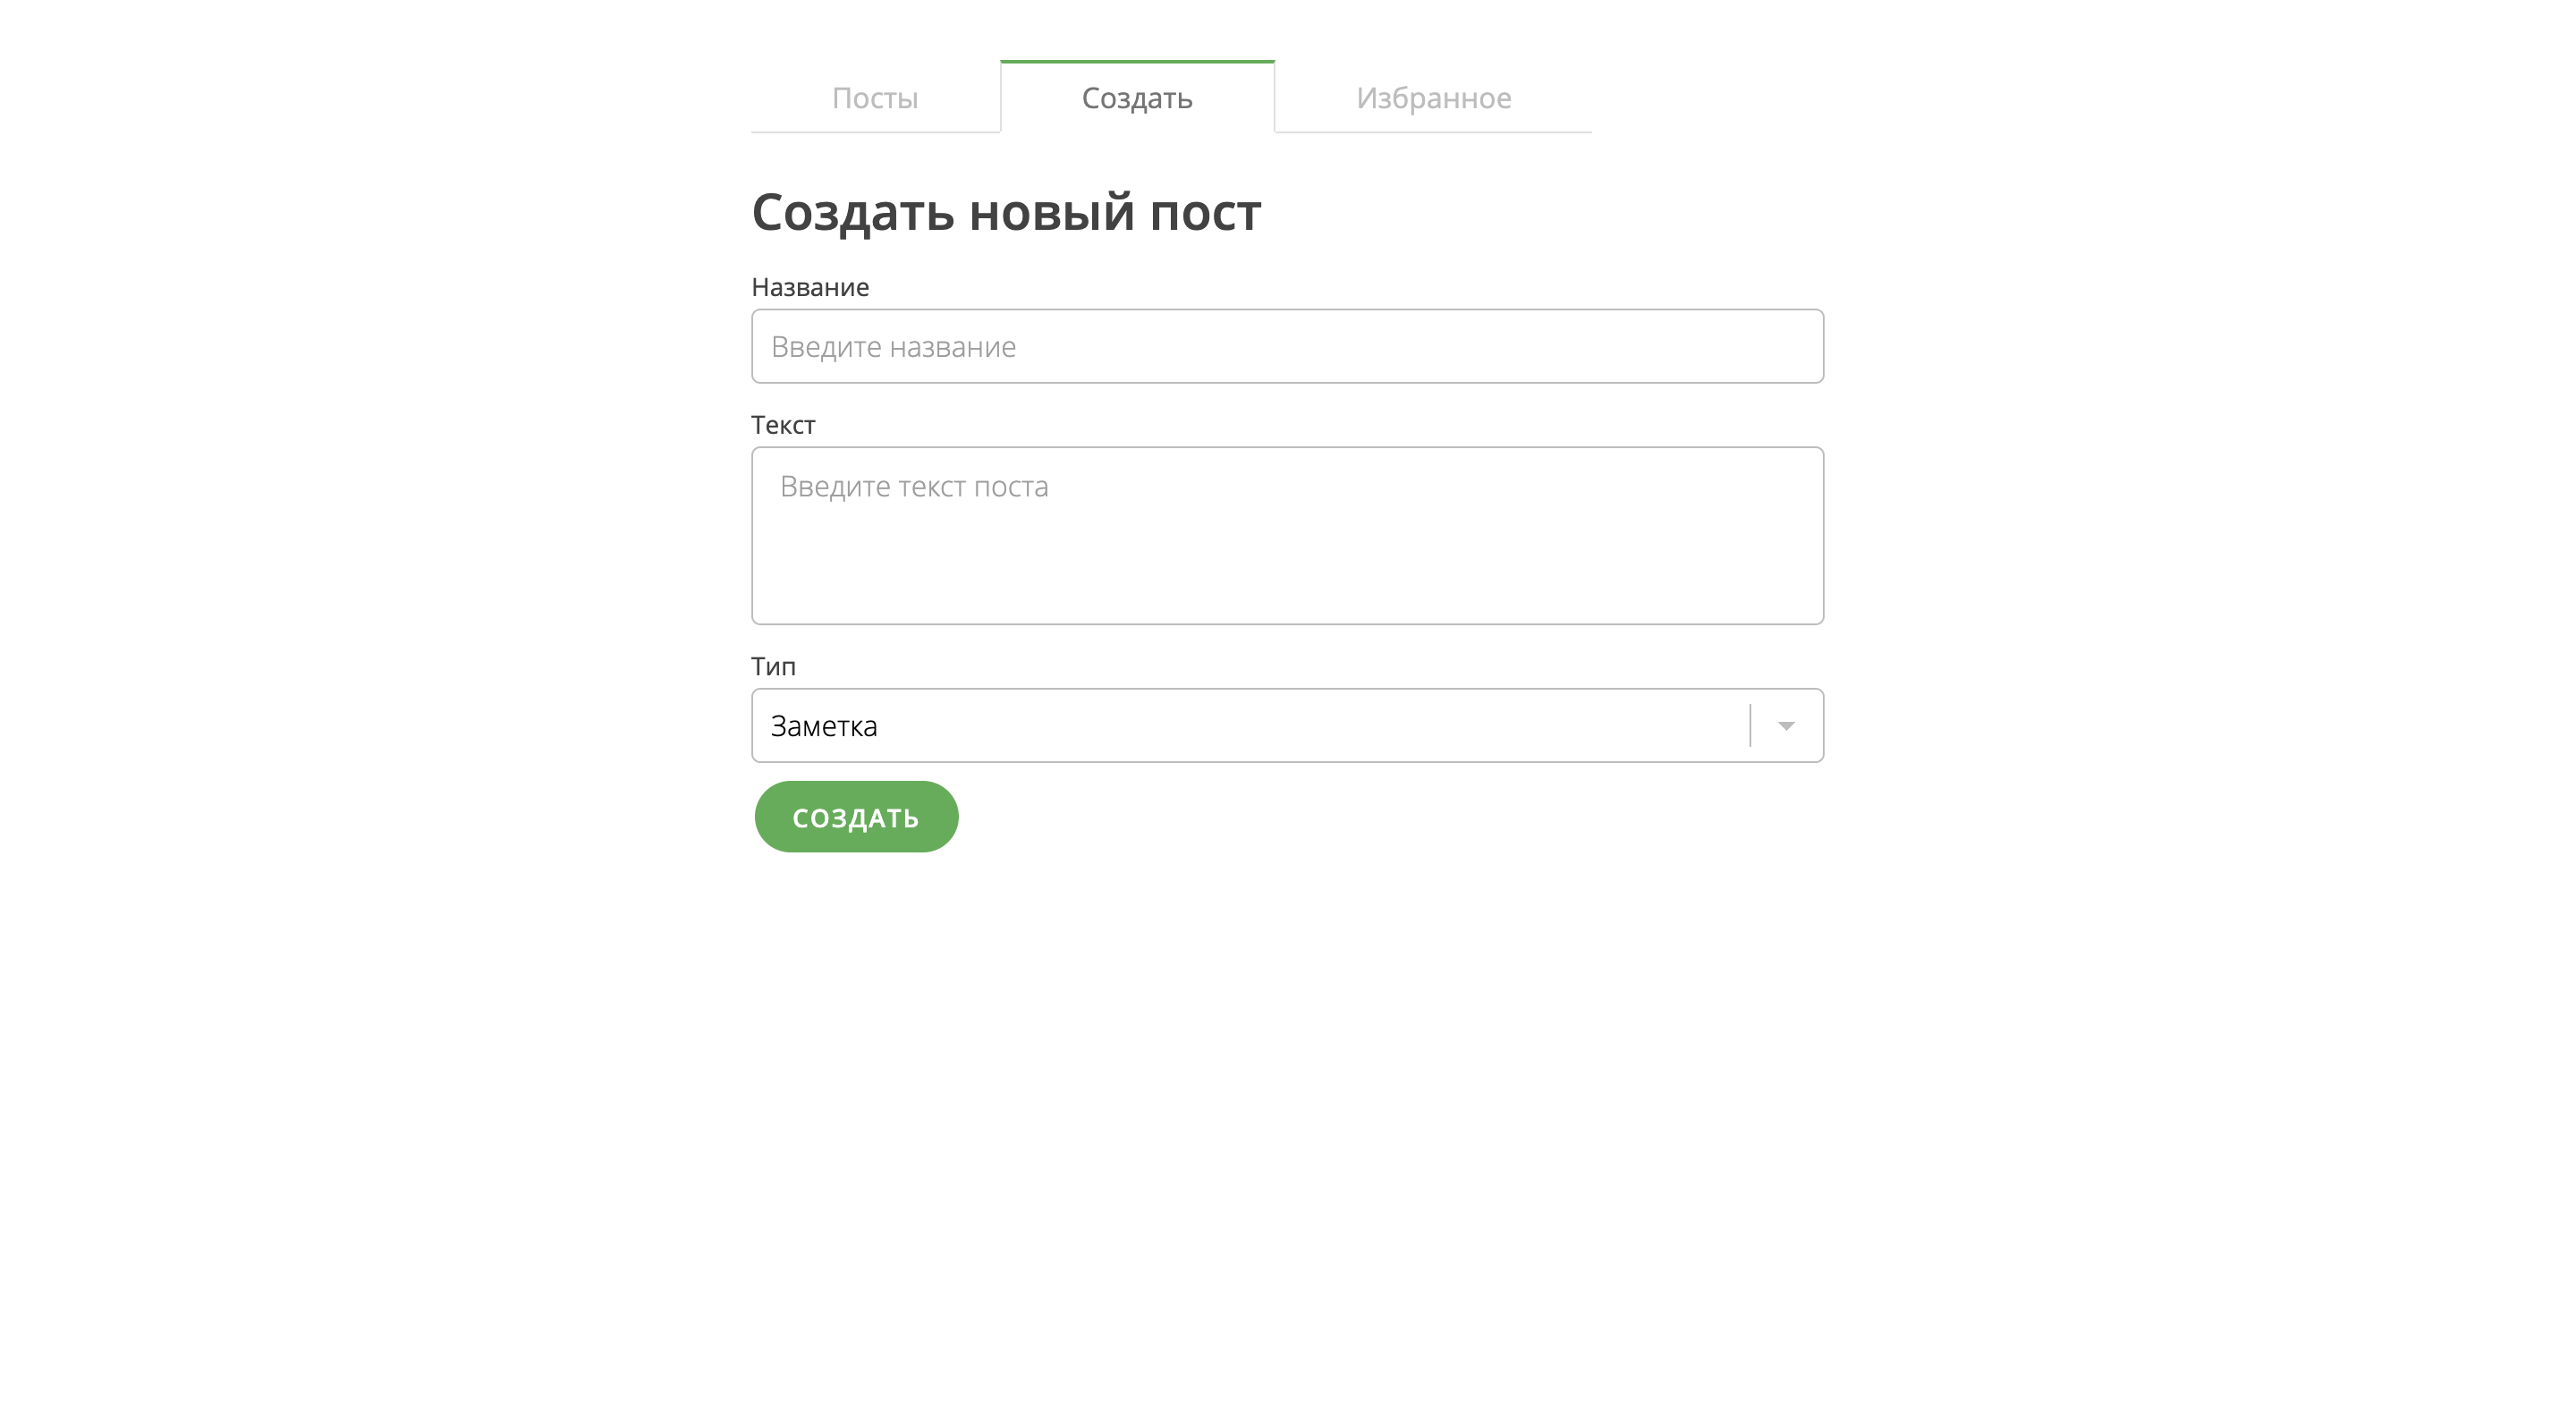 Посты Создать Избранное
Создать новый пост
Название
Введите название
Текст
Введите текст поста
Тип
Заметка
СОЗДАТЬ